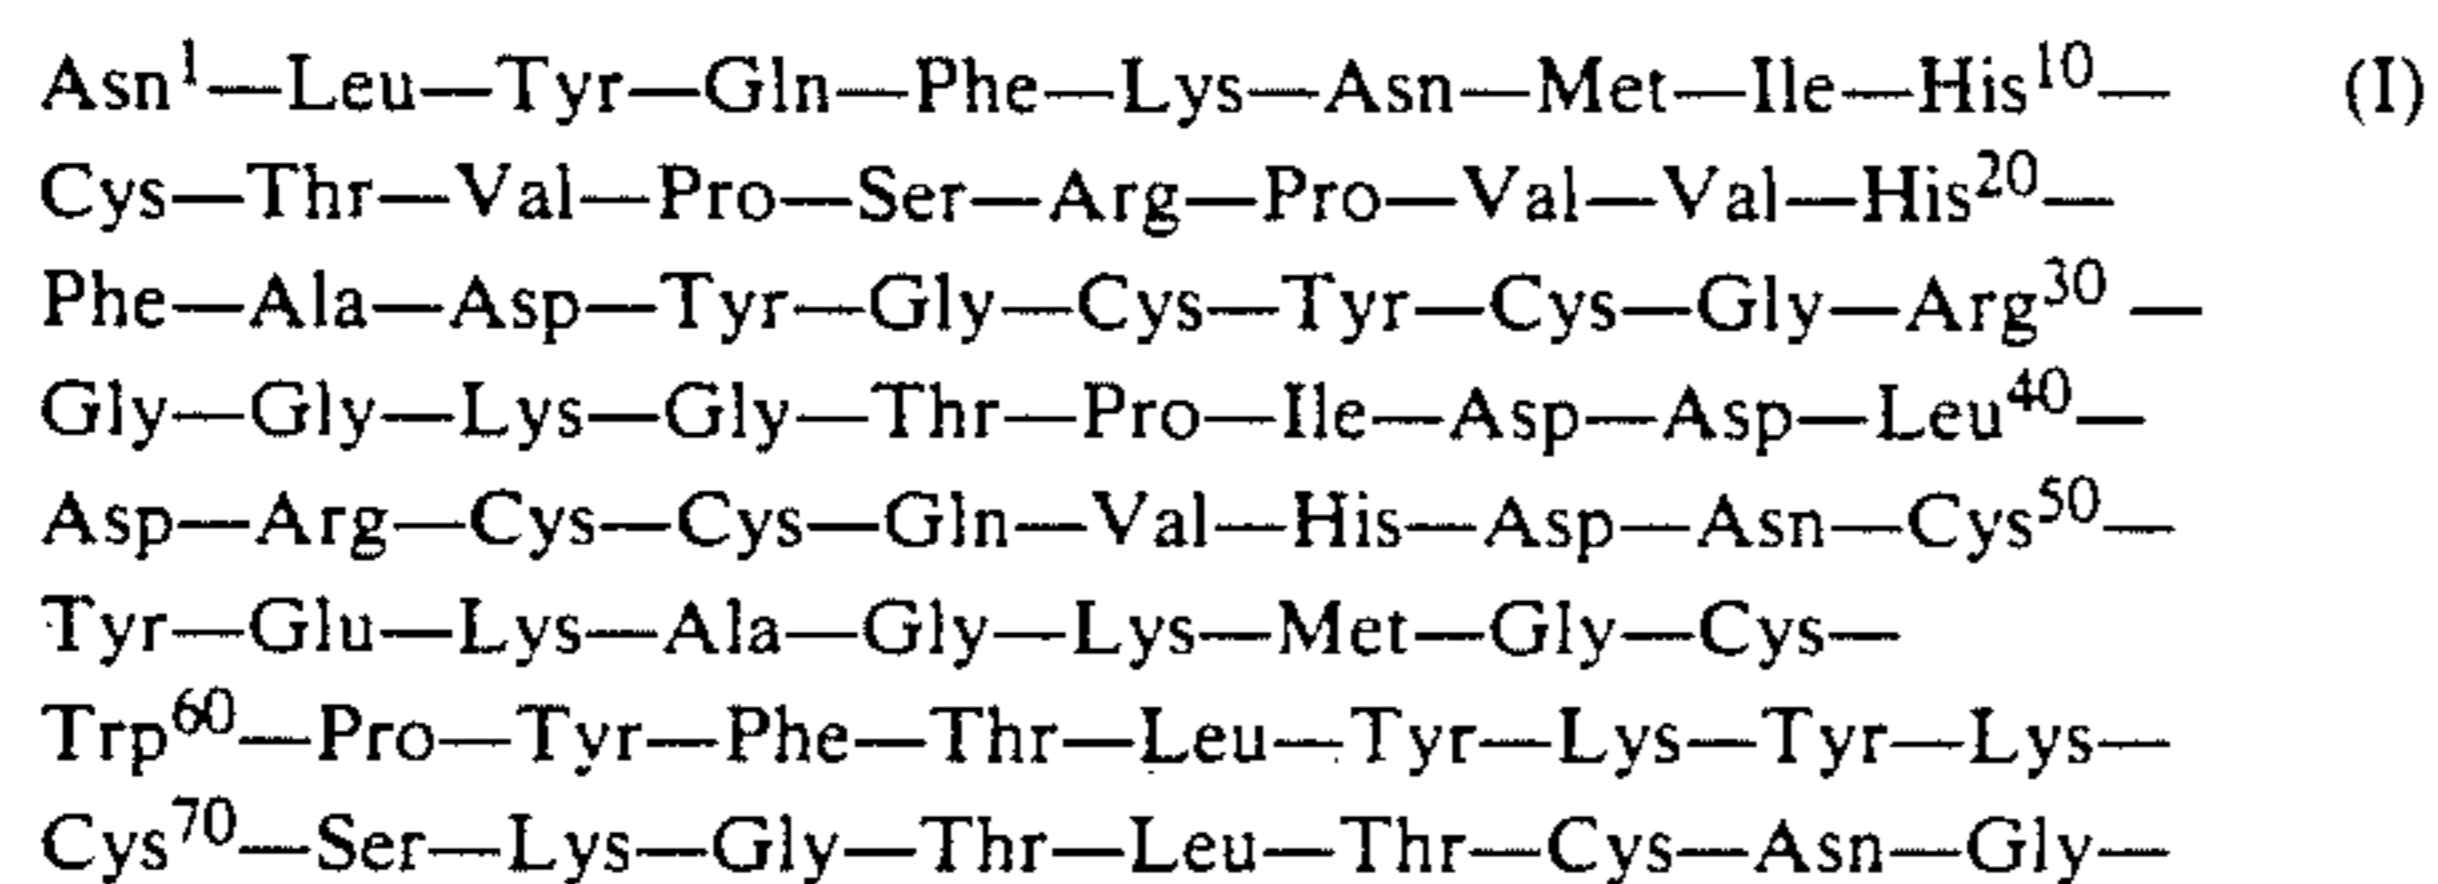 Asn¹—Leu—Tyr—Gln—Phe—Lys—Asn—Met—Ile—His¹⁰— (I)
Cys—Thr—Val—Pro—Ser—Arg—Pro—Val—Val—His²⁰—
Phe—Ala—Asp—Tyr—Gly—Cys—Tyr—Cys—Gly—Arg³⁰—
Gly—Gly—Lys—Gly—Thr—Pro—Ile—Asp—Asp—Leu⁴⁰—
Asp—Arg—Cys—Cys—Gln—Val—His—Asp—Asn—Cys⁵⁰—
Tyr—Glu—Lys—Ala—Gly—Lys—Met—Gly—Cys—
Trp⁶⁰—Pro—Tyr—Phe—Thr—Leu—Tyr—Lys—Tyr—Lys—
Cys⁷⁰—Ser—Lys—Gly—Thr—Leu—Thr—Cys—Asn—Gly—